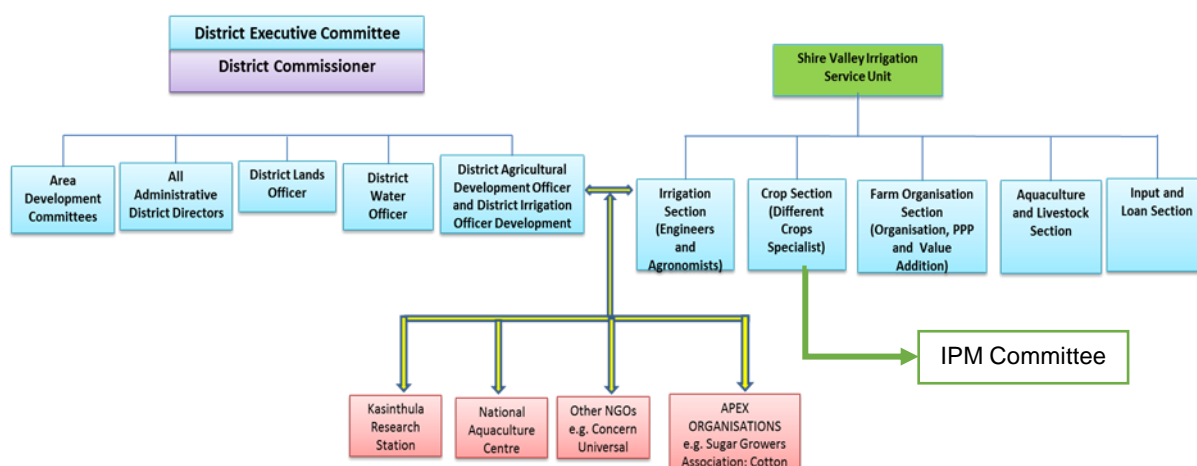 District Executive Committee
District Commissioner
Shire Valley Irrigation
Service Unit
Area
Development
Committees
All
Administrative
District Directors
District Lands
Officer
District
Water
Officer
District Agricultural
Development Officer
and District Irrigation
Officer Development
Irrigation
Section
(Engineers
and
Agronomists)
Crop Section
(Different
Crops
Specialist)
Farm Organisation
Section
(Organisation, PPP
and Value
Addition)
Aquaculture
and Livestock
Section
Input and
Loan Section
IPM Committee
Kasinthula
Research
Station
National
Aquaculture
Centre
Other NGOs
e.g. Concern
Universal
APEX
ORGANISATIONS
e.g. Sugar Growers
Association; Cotton